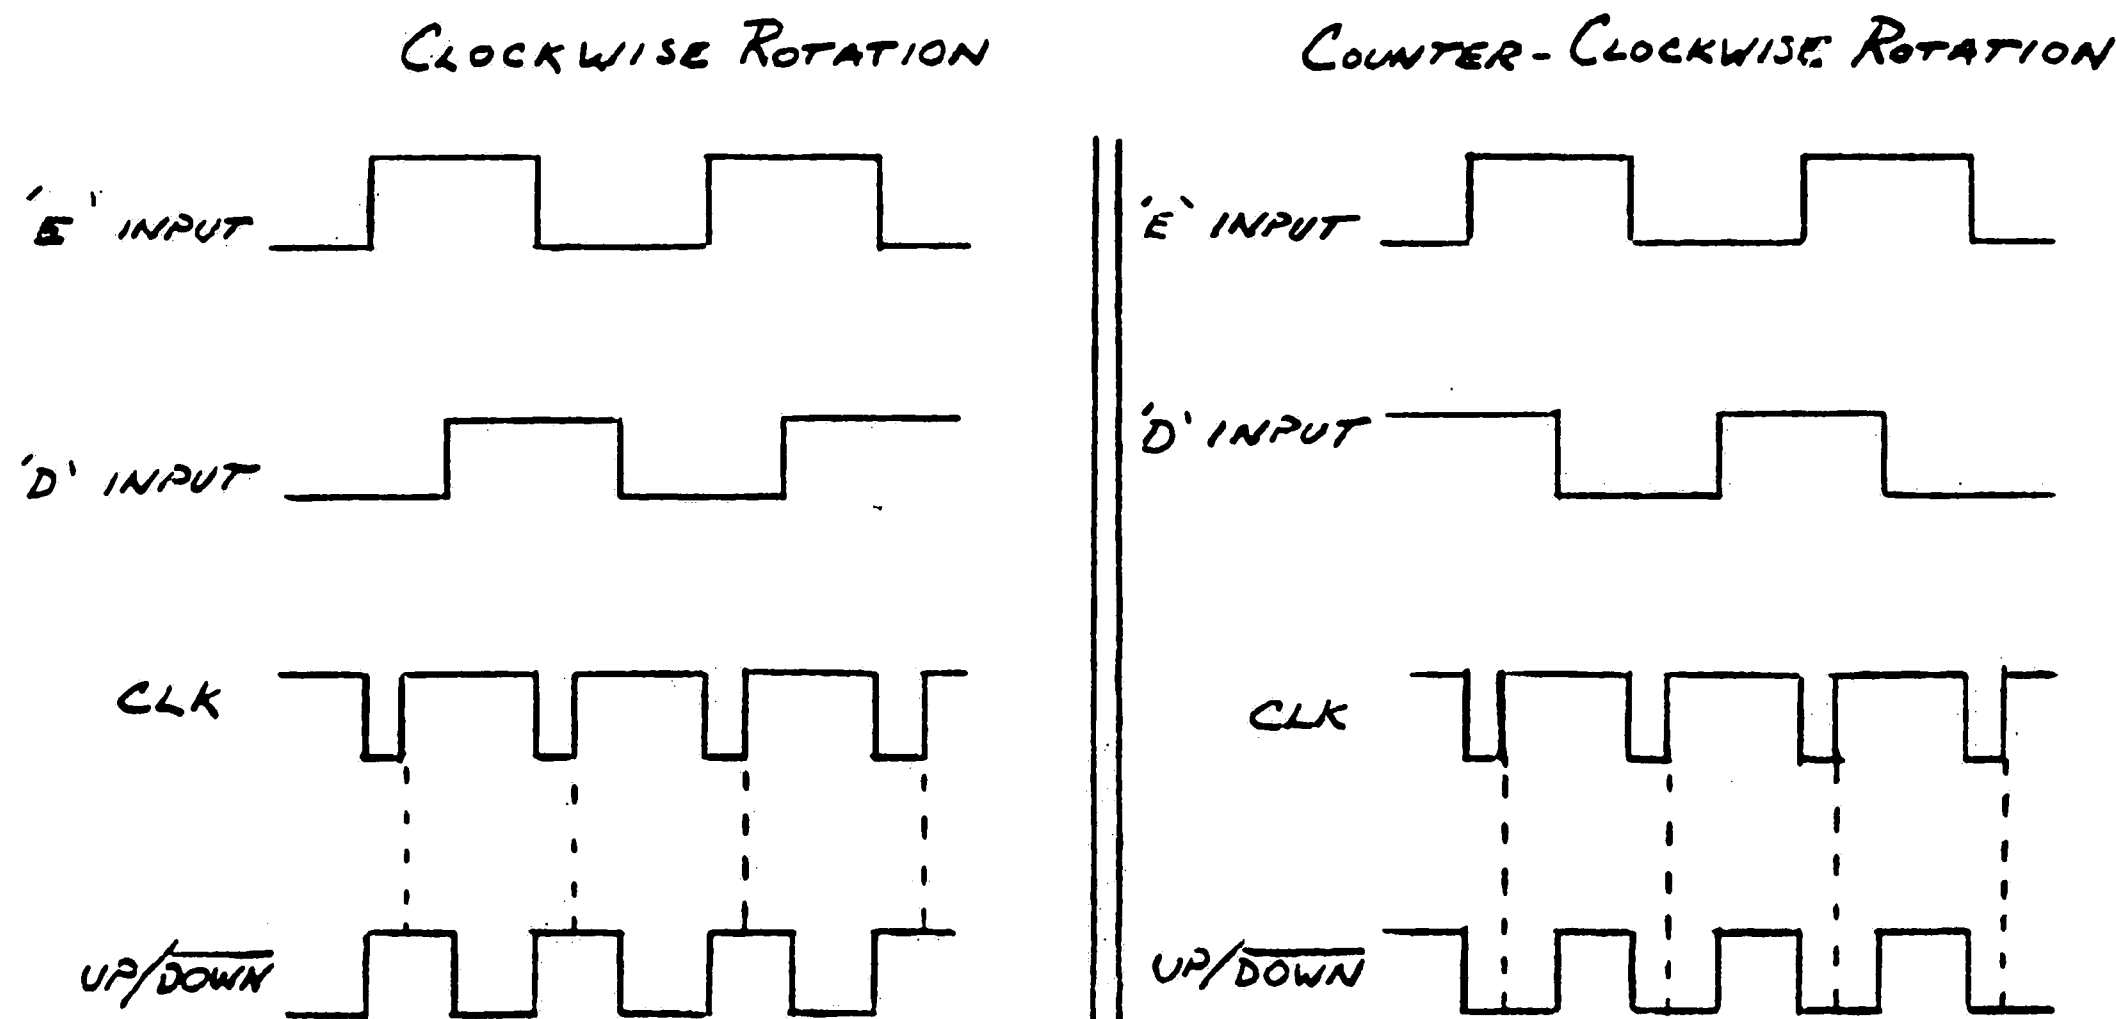 CLOCKWISE ROTATION
'E' INPUT
'D' INPUT
CLK
UP/DOWN
COUNTER-CLOCKWISE ROTATION
'E' INPUT
'D' INPUT
CLK
UP/DOWN